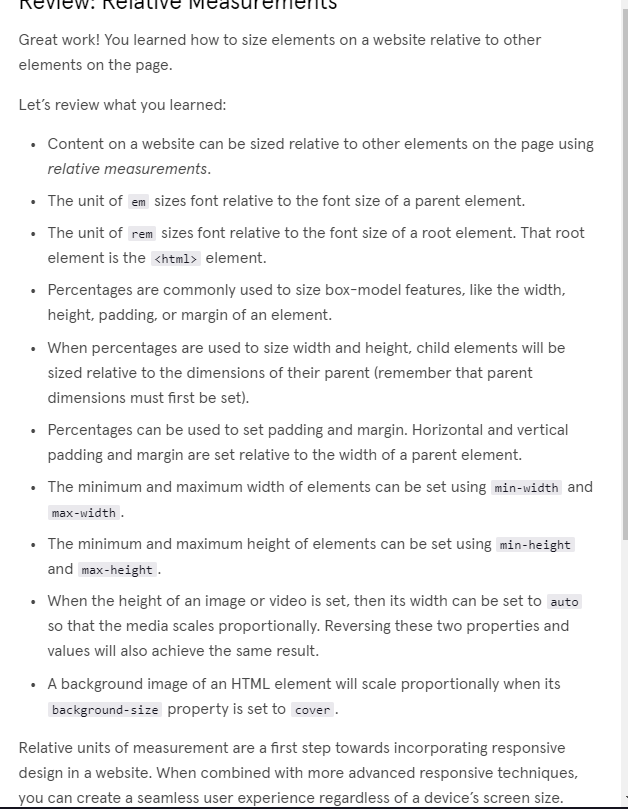 Review: Relative Measurements
Great work! You learned how to size elements on a website relative to other
elements on the page.
Let's review what you learned:
• Content on a website can be sized relative to other elements on the page using
relative measurements.
• The unit of em sizes font relative to the font size of a parent element.
• The unit of rem sizes font relative to the font size of a root element. That root
element is the <html> element.
• Percentages are commonly used to size box-model features, like the width,
height, padding, or margin of an element.
• When percentages are used to size width and height, child elements will be
sized relative to the dimensions of their parent (remember that parent
dimensions must first be set).
• Percentages can be used to set padding and margin. Horizontal and vertical
padding and margin are set relative to the width of a parent element.
• The minimum and maximum width of elements can be set using min-width and
max-width.
• The minimum and maximum height of elements can be set using min-height
and max-height.
• When the height of an image or video is set, then its width can be set to auto
so that the media scales proportionally. Reversing these two properties and
values will also achieve the same result.
• A background image of an HTML element will scale proportionally when its
background-size property is set to cover.
Relative units of measurement are a first step towards incorporating responsive
design in a website. When combined with more advanced responsive techniques,
you can create a seamless user experience regardless of a device's screen size.